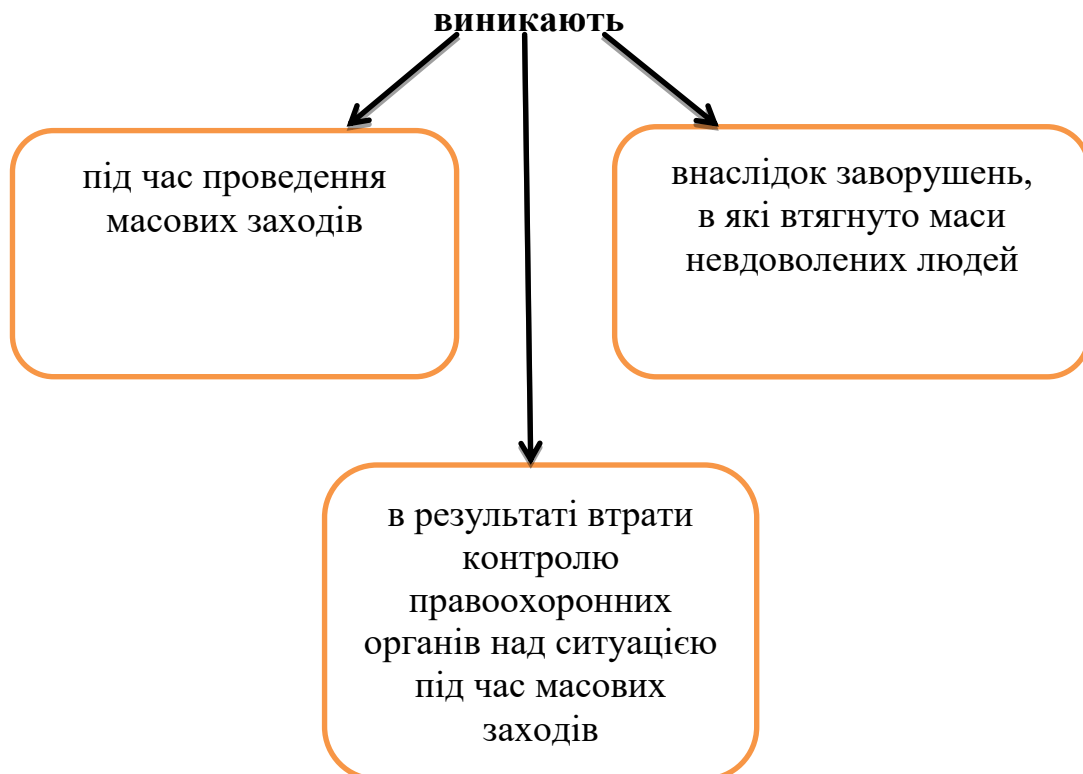 виникають
під час проведення
масових заходів
внаслідок заворушень,
в які втягнуто маси
невдоволених людей
в результаті втрати
контролю
правоохоронних
органів над ситуацією
під час масових
заходів